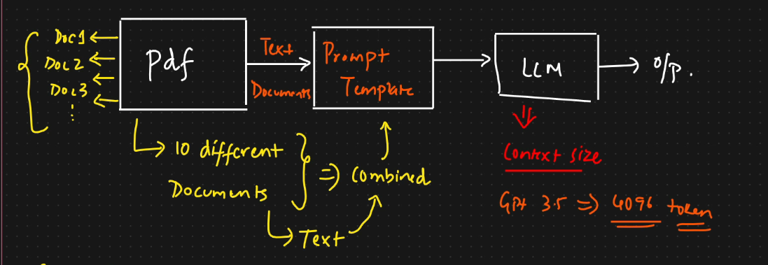 Doc1
Doc2
Doc3
Pdf
Text
Documents
Prompt
Template
LLM
O/P.
10 different
Documents
Text
=> Combined
Context size
Gpt 3.5 => 4096 token